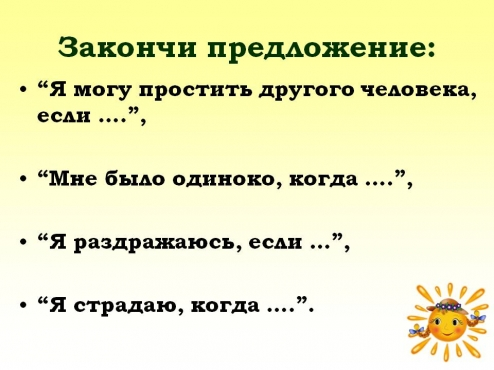 Закончи предложение:
• “Я могу простить другого человека,
если ….”,
• “Мне было одиноко, когда ….”,
• “Я раздражаюсь, если …”,
• “Я страдаю, когда ….”.